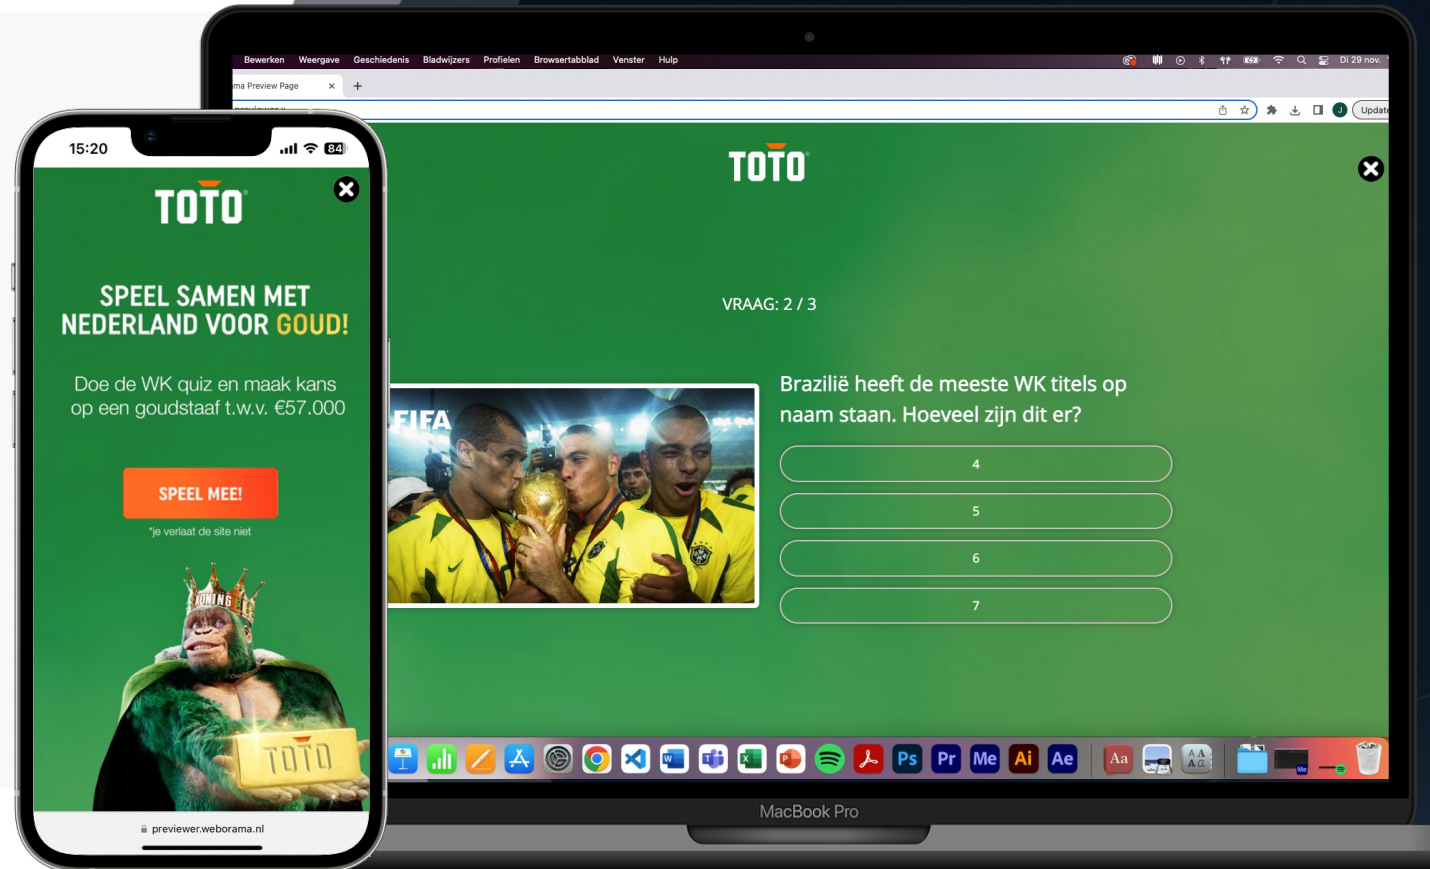 15:20
84
TOTO
SPEEL SAMEN MET
NEDERLAND VOOR GOUD!
Doe de WK quiz en maak kans
op een goudstaaf t.w.v. €57.000
SPEEL MEE!
*je verlaat de site niet
KONING
TOTO
previewer.weborama.nl
Bewerken Weergave Geschiedenis Bladwijzers Profielen Browsertabblad Venster Hulp
Di 29 nov.
ma Preview Page
J
Update
TOTO
VRAAG: 2 / 3
FIFA
Brazilië heeft de meeste WK titels op
naam staan. Hoeveel zijn dit er?
4
5
6
7
W X P Ps Pr Me Ai Ae Aa
MacBook Pro